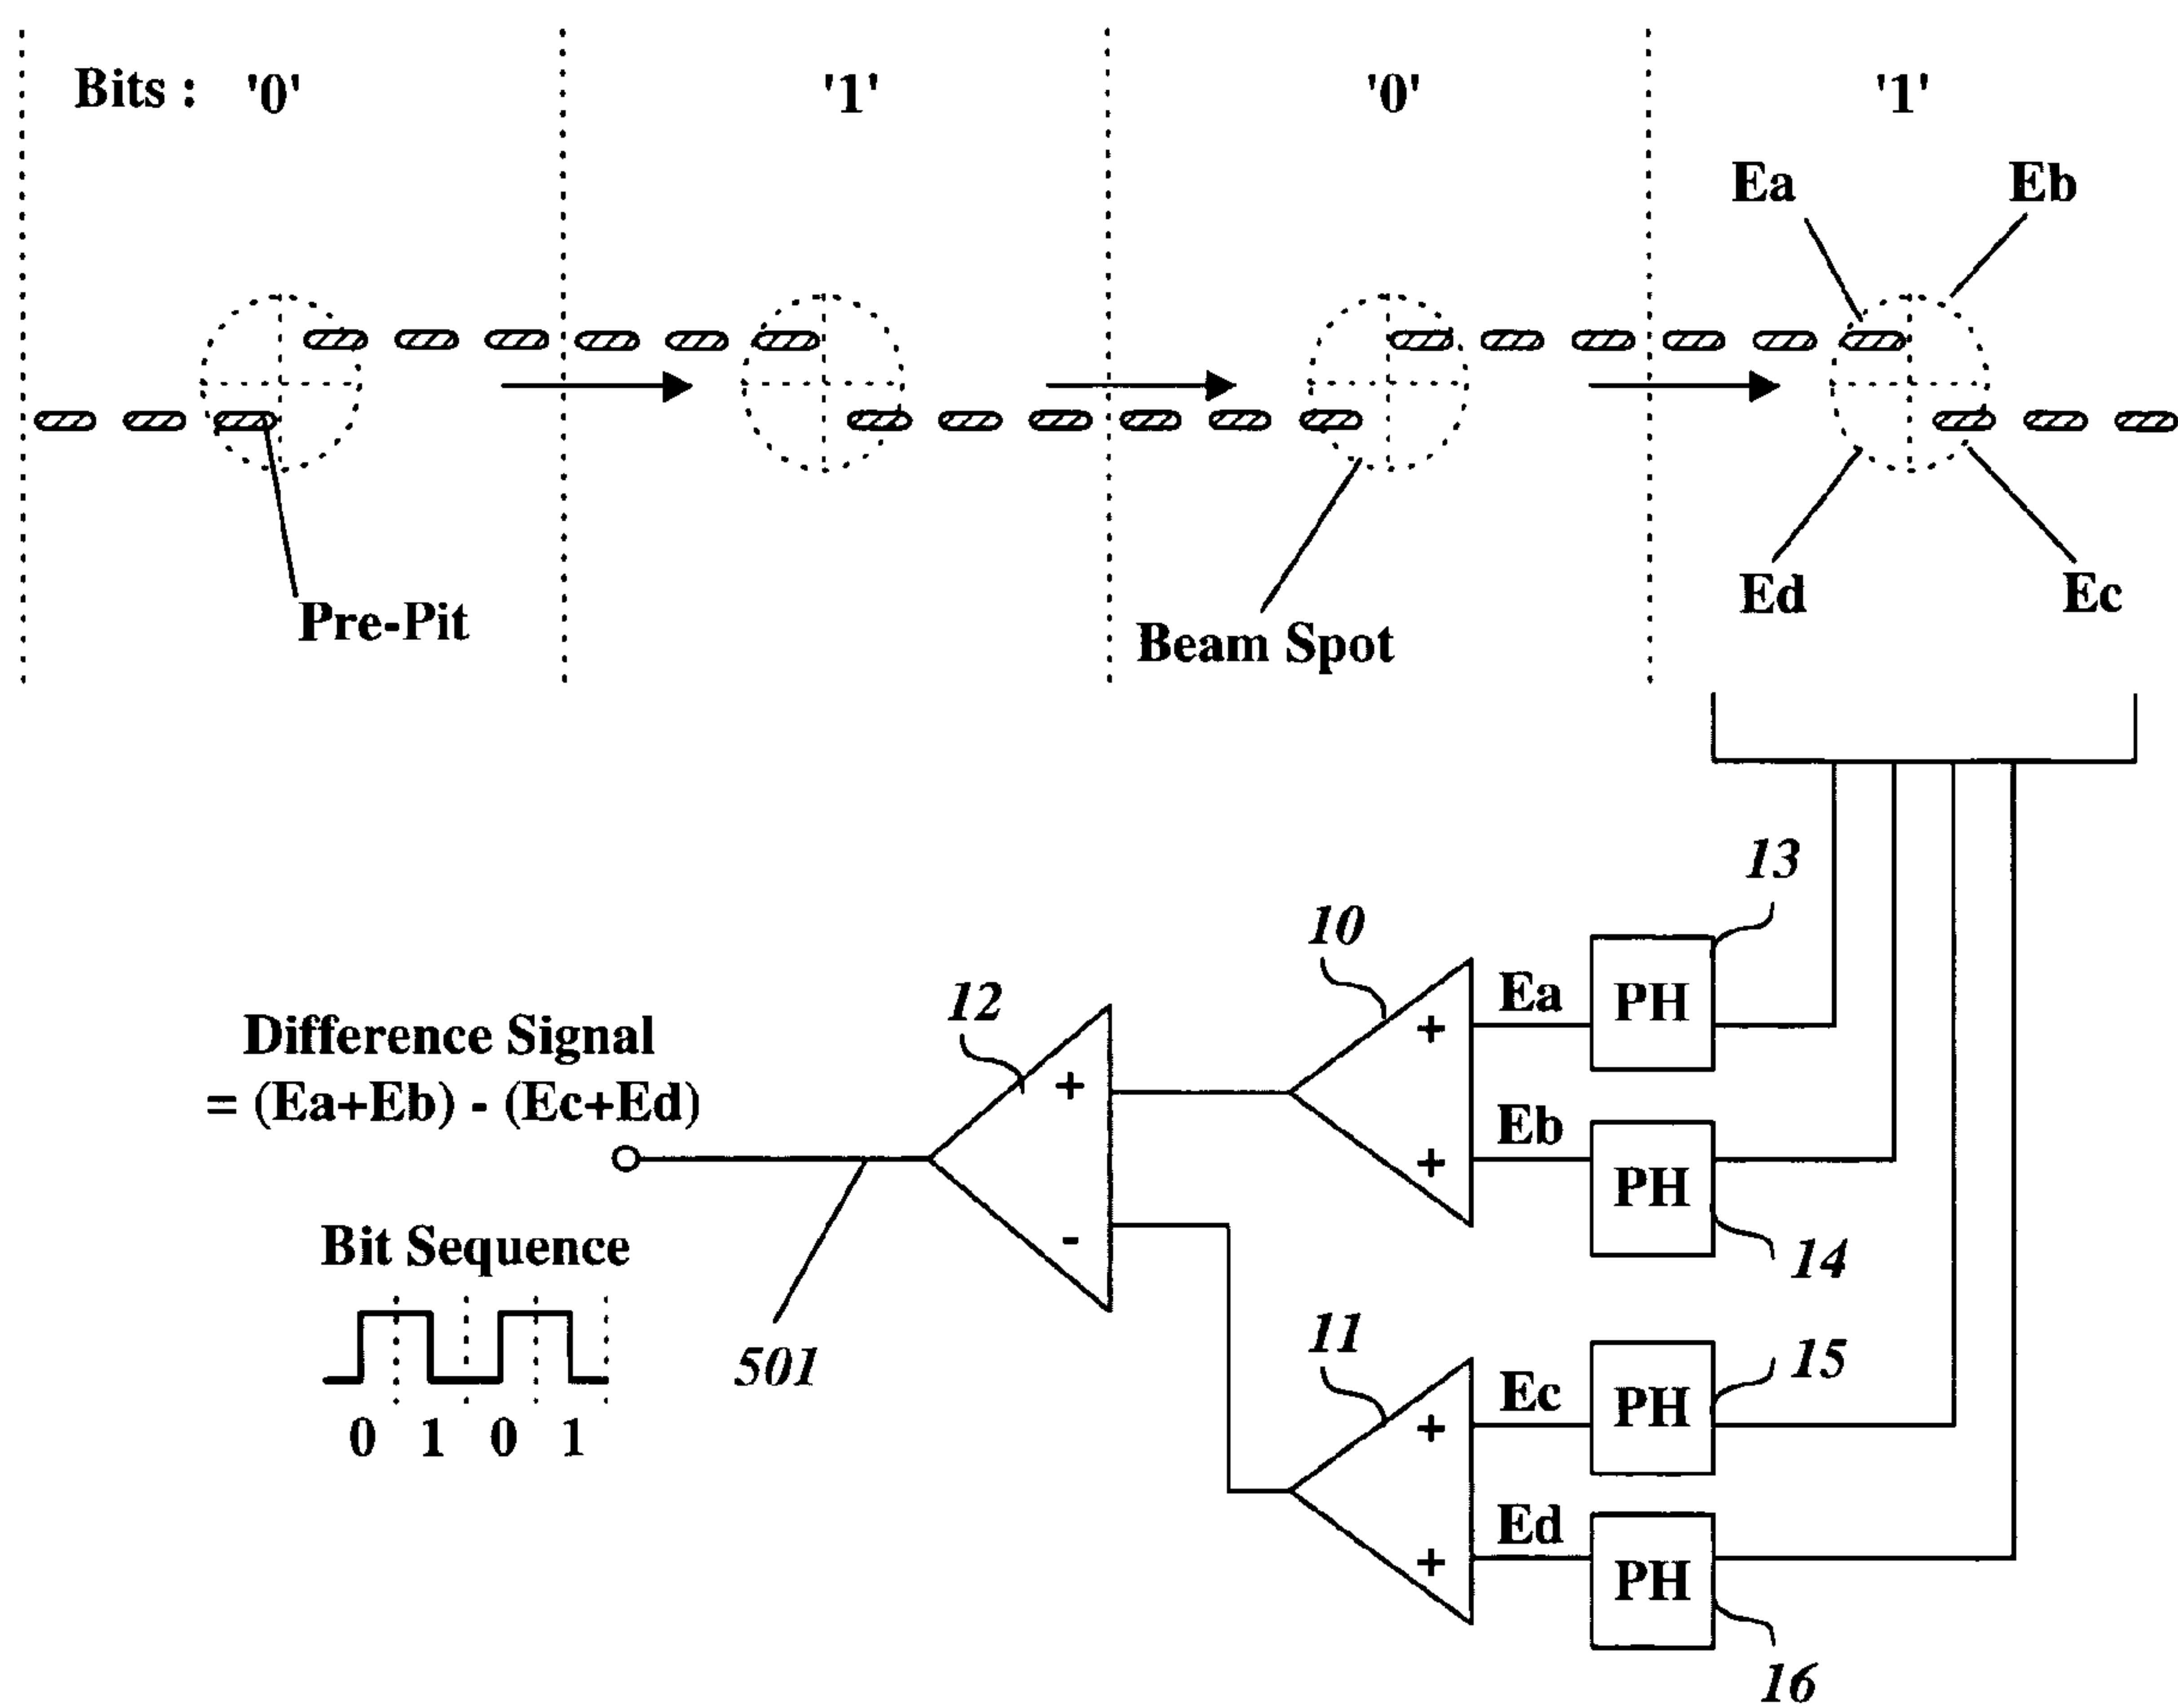 Bits : '0' '1' '0' '1'
Ea Eb
Pre-Pit
Beam Spot
Ed Ec
13
10
Ea
PH
12
Difference Signal
= (Ea+Eb) - (Ec+Ed)
+
+
Eb
PH
+
-
14
Bit Sequence
501
11
15
Ec
PH
+
0 1 0 1
Ed
PH
+
16